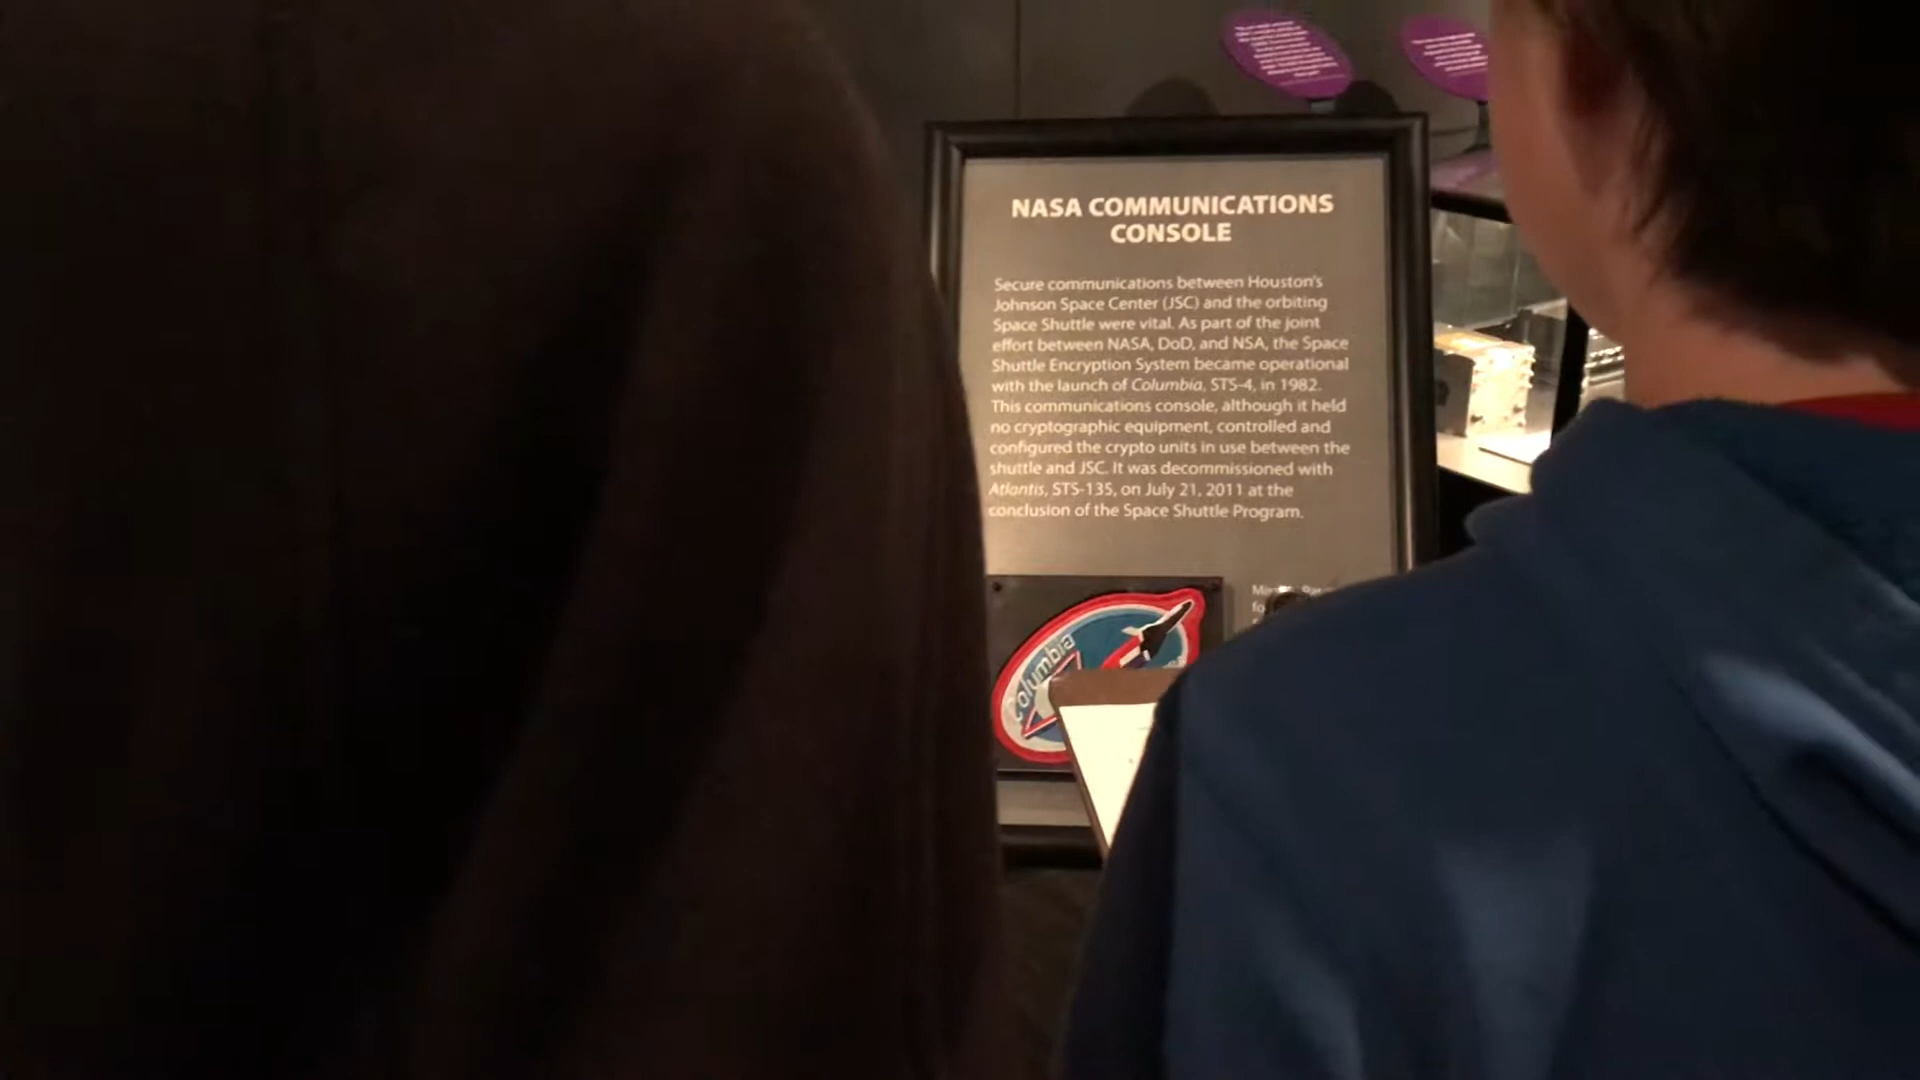 NASA COMMUNICATIONS
CONSOLE
Secure communications between Houston's
Johnson Space Center (JSC) and the orbiting
Space Shuttle were vital. As part of the joint
effort between NASA, DoD, and NSA, the Space
Shuttle Encryption System became operational
with the launch of Columbia, STS-4, in 1982.
This communications console, although it held
no cryptographic equipment, controlled and
configured the crypto units in use between the
shuttle and JSC. It was decommissioned with
Atlantis, STS-135, on July 21, 2011 at the
conclusion of the Space Shuttle Program.
Columbia